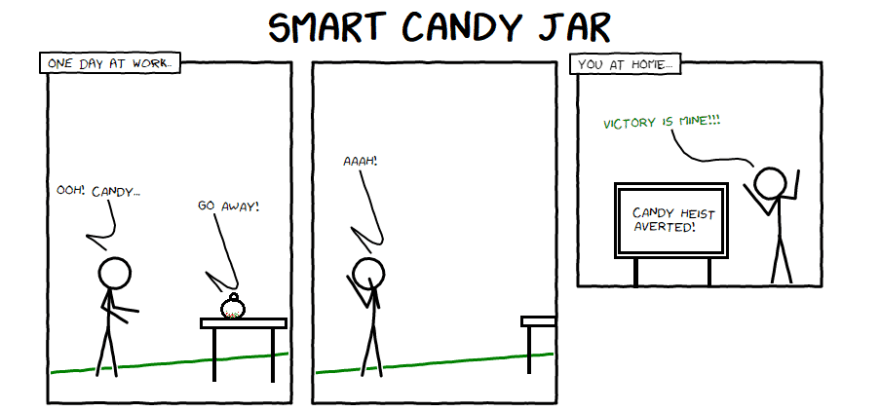 SMART CANDY JAR
ONE DAY AT WORK...
OOH! CANDY...
GO AWAY!
AAAH!
YOU AT HOME...
VICTORY IS MINE!!!
CANDY HEIST
AVERTED!